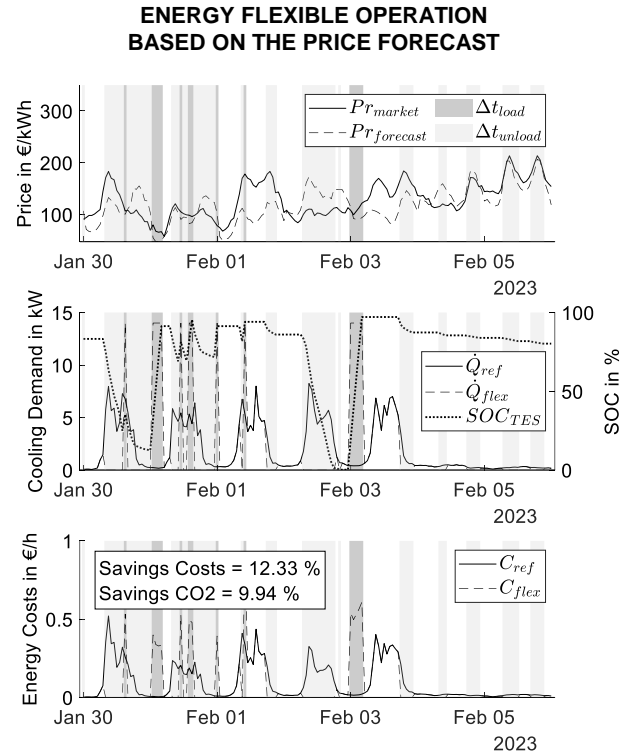 ENERGY FLEXIBLE OPERATION
BASED ON THE PRICE FORECAST
Price in €/kWh
300
200
100
Pr_market
Δt_load
Pr_forecast
Δt_unload
Jan 30
Feb 01
Feb 03
Feb 05
2023
Cooling Demand in kW
15
10
5
0
100
50
0
SOC in %
Q̇_ref
Q̇_flex
SOC_TES
Jan 30
Feb 01
Feb 03
Feb 05
2023
Energy Costs in €/h
1
0.5
0
Savings Costs = 12.33 %
Savings CO2 = 9.94 %
C_ref
C_flex
Jan 30
Feb 01
Feb 03
Feb 05
2023